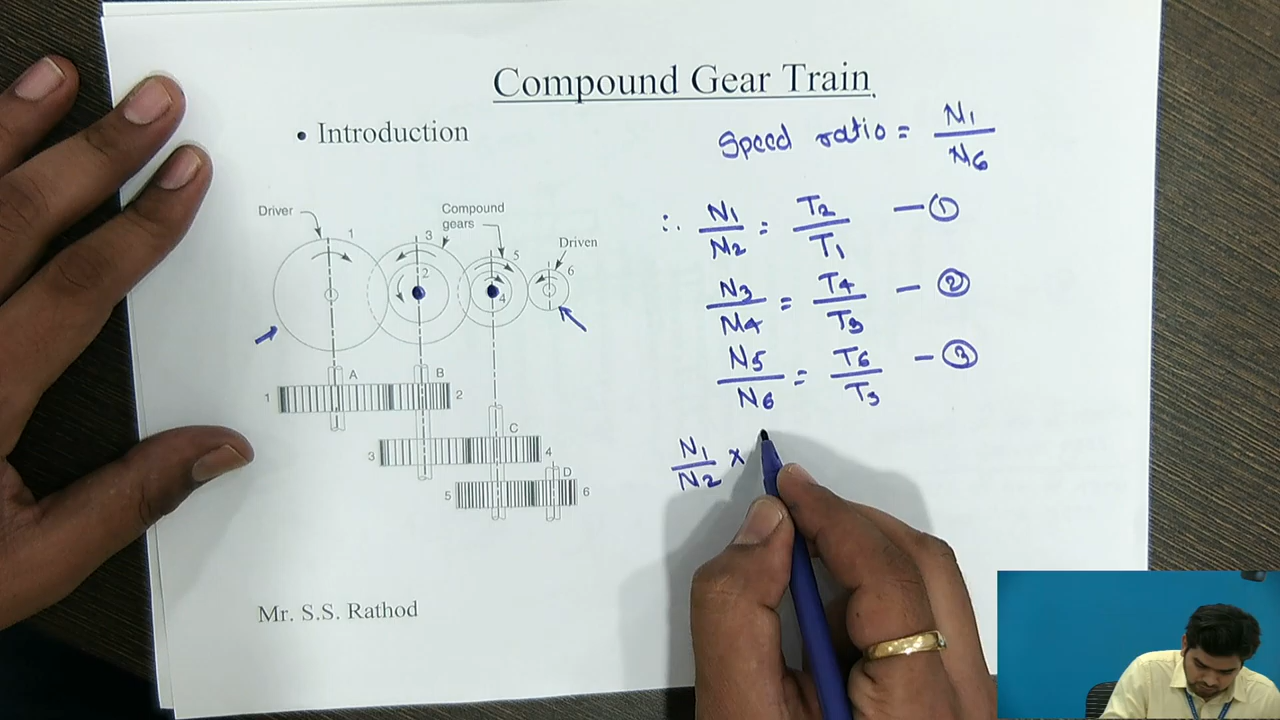 Compound Gear Train
• Introduction
Speed ratio = N1/N6
Driver
Compound
gears
Driven
1
3
2
5
4
6
∴ N1/N2 = T2/T1 — ①
N3/N4 = T4/T3 — ②
N5/N6 = T6/T3 — ③
N1/N2 ×
A
B
1
2
C
3
4
D
5
6
Mr. S.S. Rathod